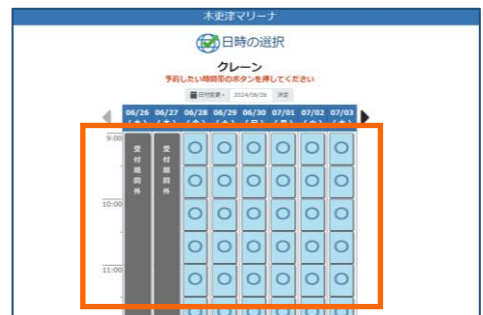 木更津マリーナ
日時の選択
クレーン
予約したい時間帯のボタンを押してください
日付変更 2024/06/26 決定
06/26 06/27 06/28 06/29 06/30 07/01 07/02 07/03
9:00
受付期間外 受付期間外
10:00
11:00